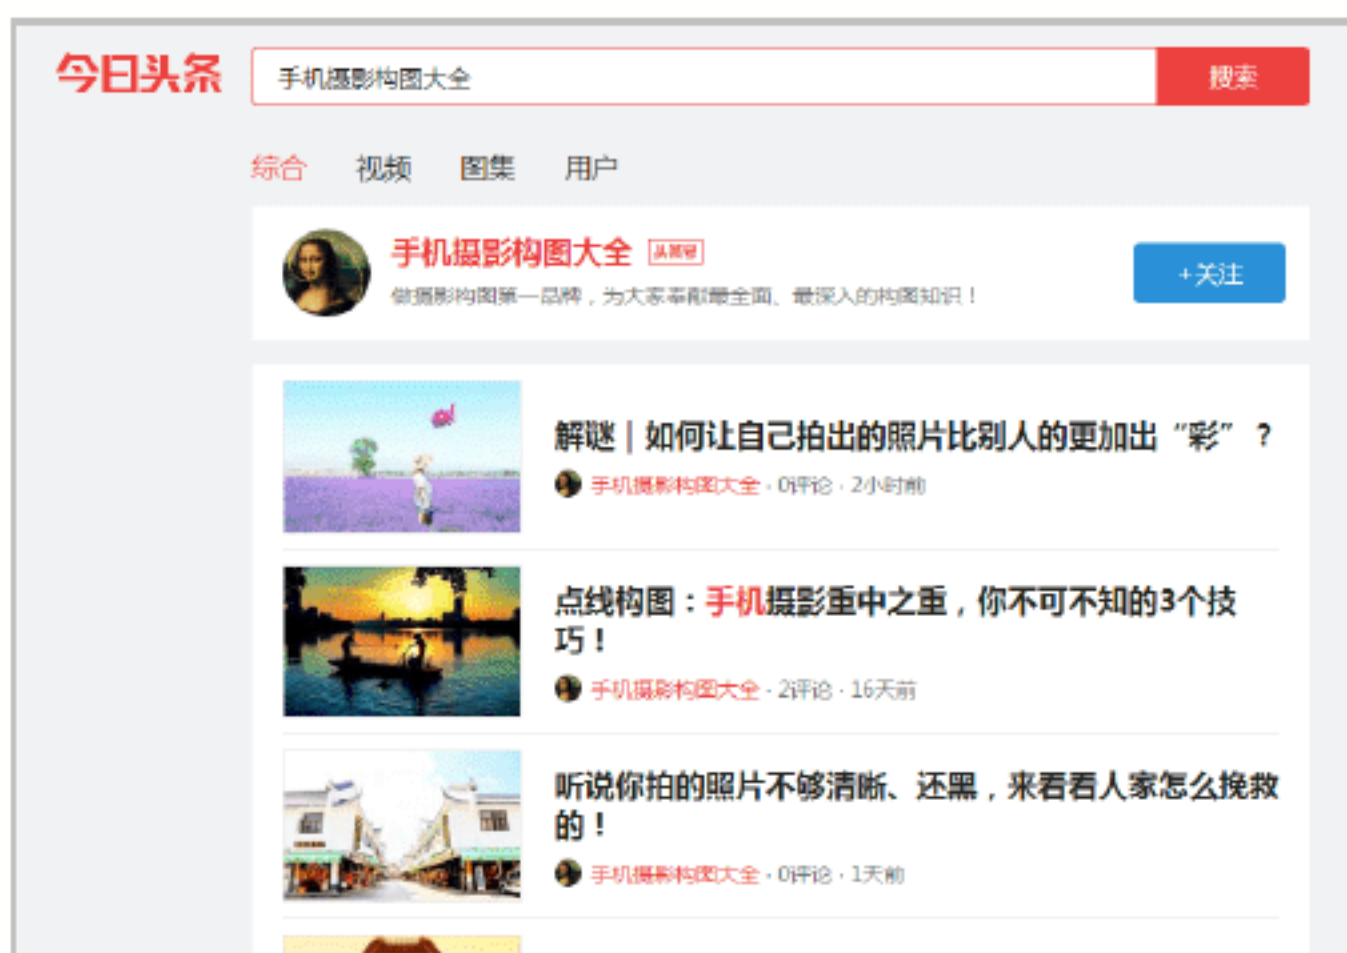 今日头条
手机摄影构图大全
搜索
综合 视频 图集 用户
手机摄影构图大全 头条号
做摄影构图第一品牌，为大家奉献最全面、最深入的构图知识！
+关注
解谜｜如何让自己拍出的照片比别人的更加出“彩”？
手机摄影构图大全 · 0评论 · 2小时前
点线构图：手机摄影重中之重，你不可不知的3个技
巧！
手机摄影构图大全 · 2评论 · 16天前
听说你拍的照片不够清晰、还黑，来看看人家怎么挽救
的！
手机摄影构图大全 · 0评论 · 1天前